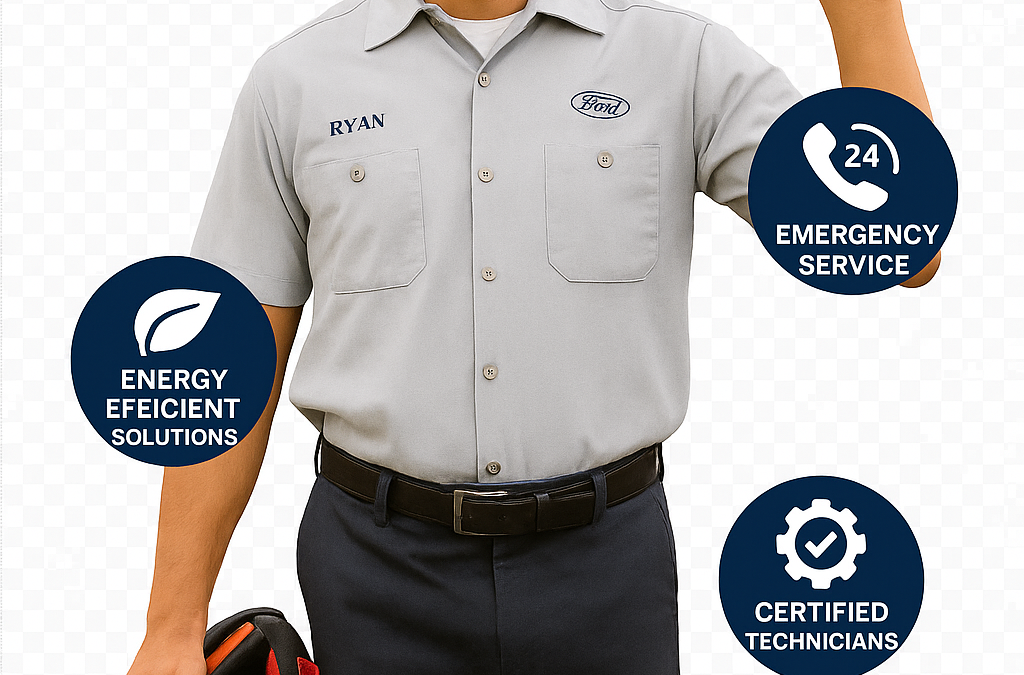 RYAN
Ford
24
EMERGENCY
SERVICE
ENERGY
EFEICIENT
SOLUTIONS
CERTIFIED
TECHNICIANS